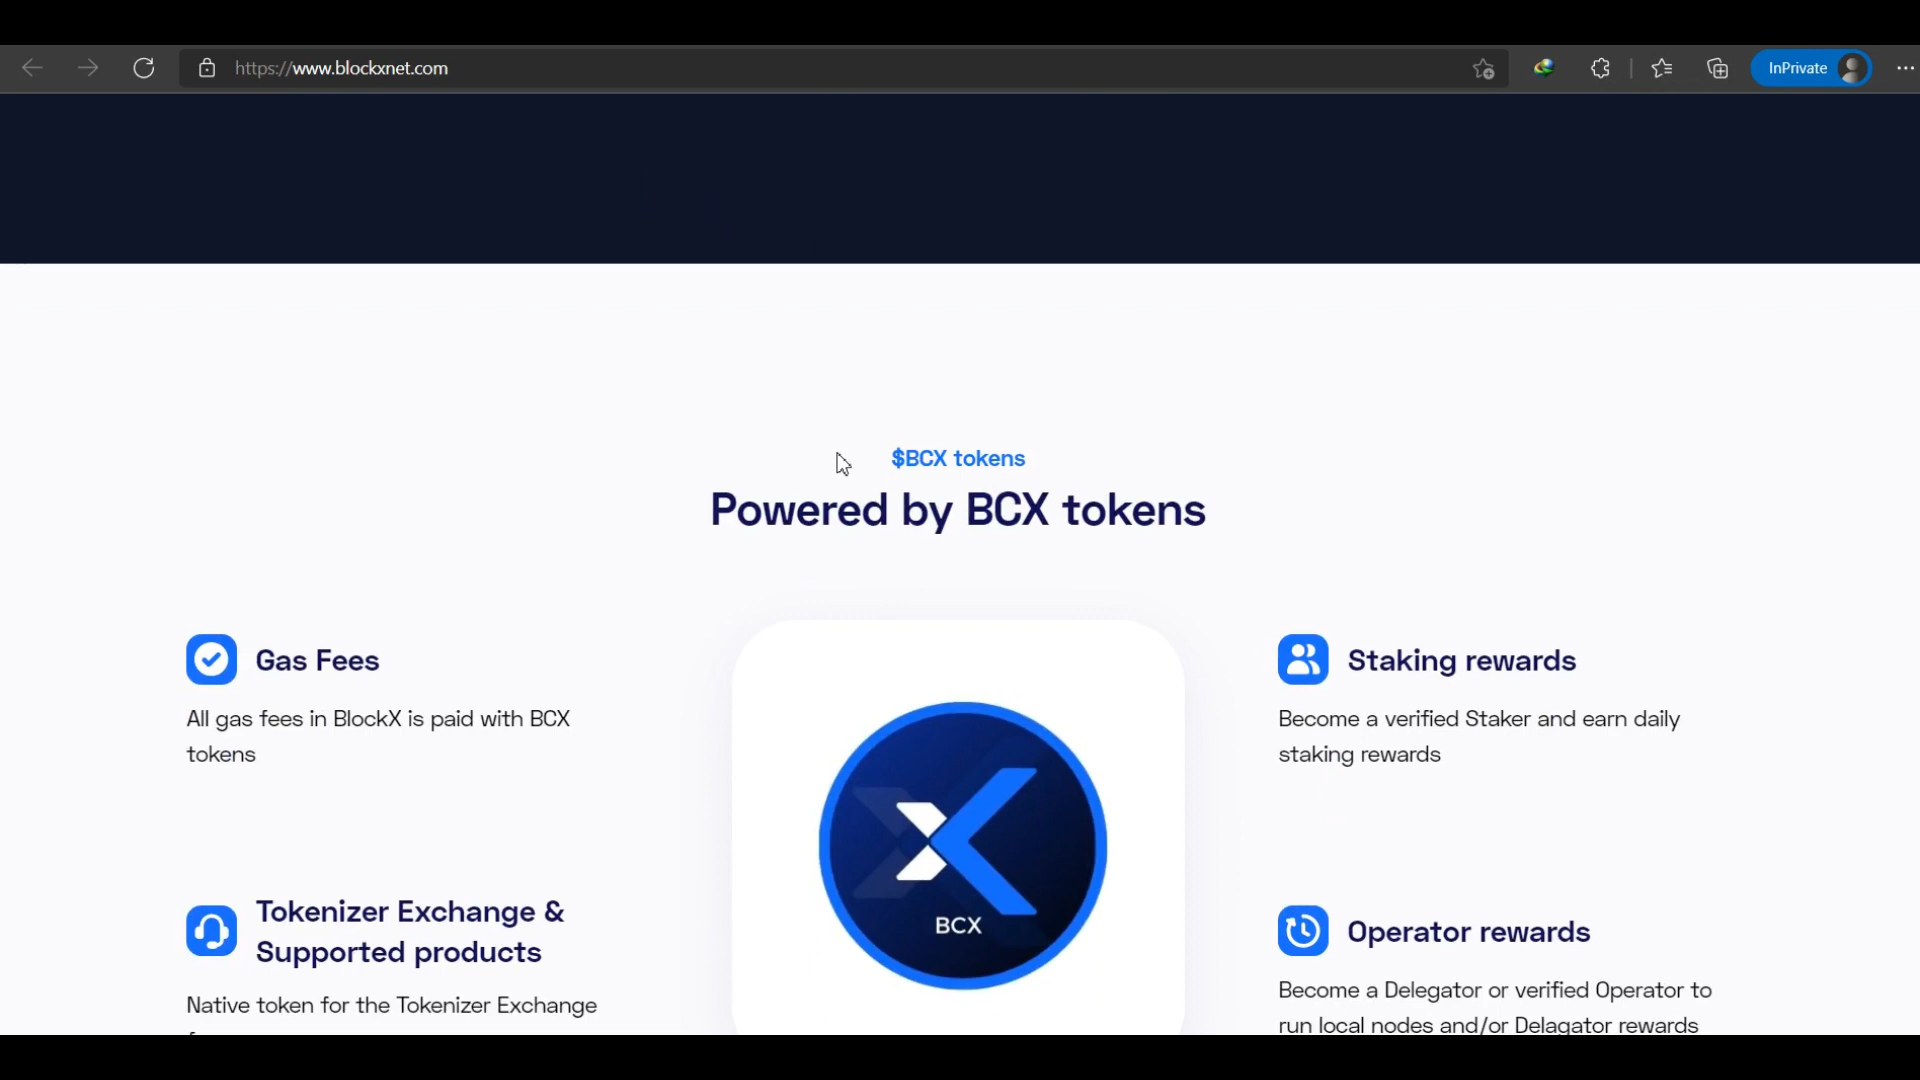 https://www.blockxnet.com
InPrivate
$BCX tokens
Powered by BCX tokens
Gas Fees
All gas fees in BlockX is paid with BCX
tokens
Tokenizer Exchange &
Supported products
Native token for the Tokenizer Exchange
BCX
Staking rewards
Become a verified Staker and earn daily
staking rewards
Operator rewards
Become a Delegator or verified Operator to
run local nodes and/or Delagator rewards